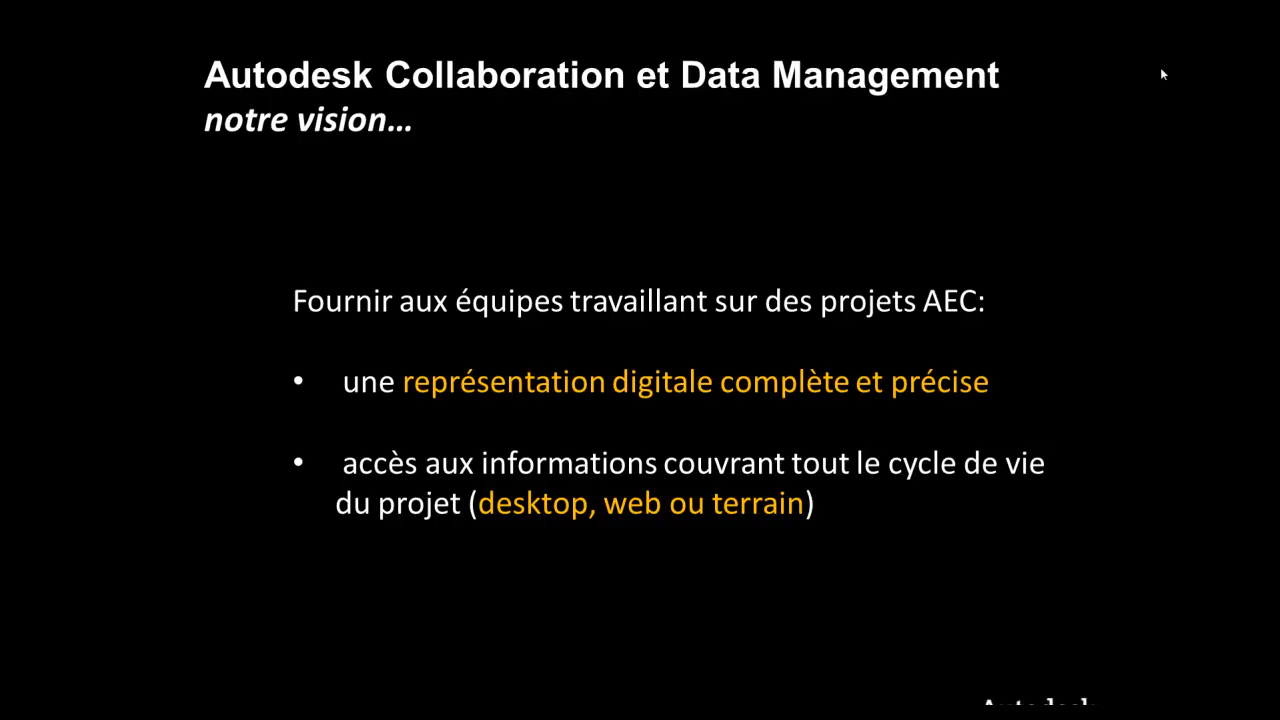 Autodesk Collaboration et Data Management
notre vision…
Fournir aux équipes travaillant sur des projets AEC:
• une représentation digitale complète et précise
• accès aux informations couvrant tout le cycle de vie
du projet (desktop, web ou terrain)
Autodesk